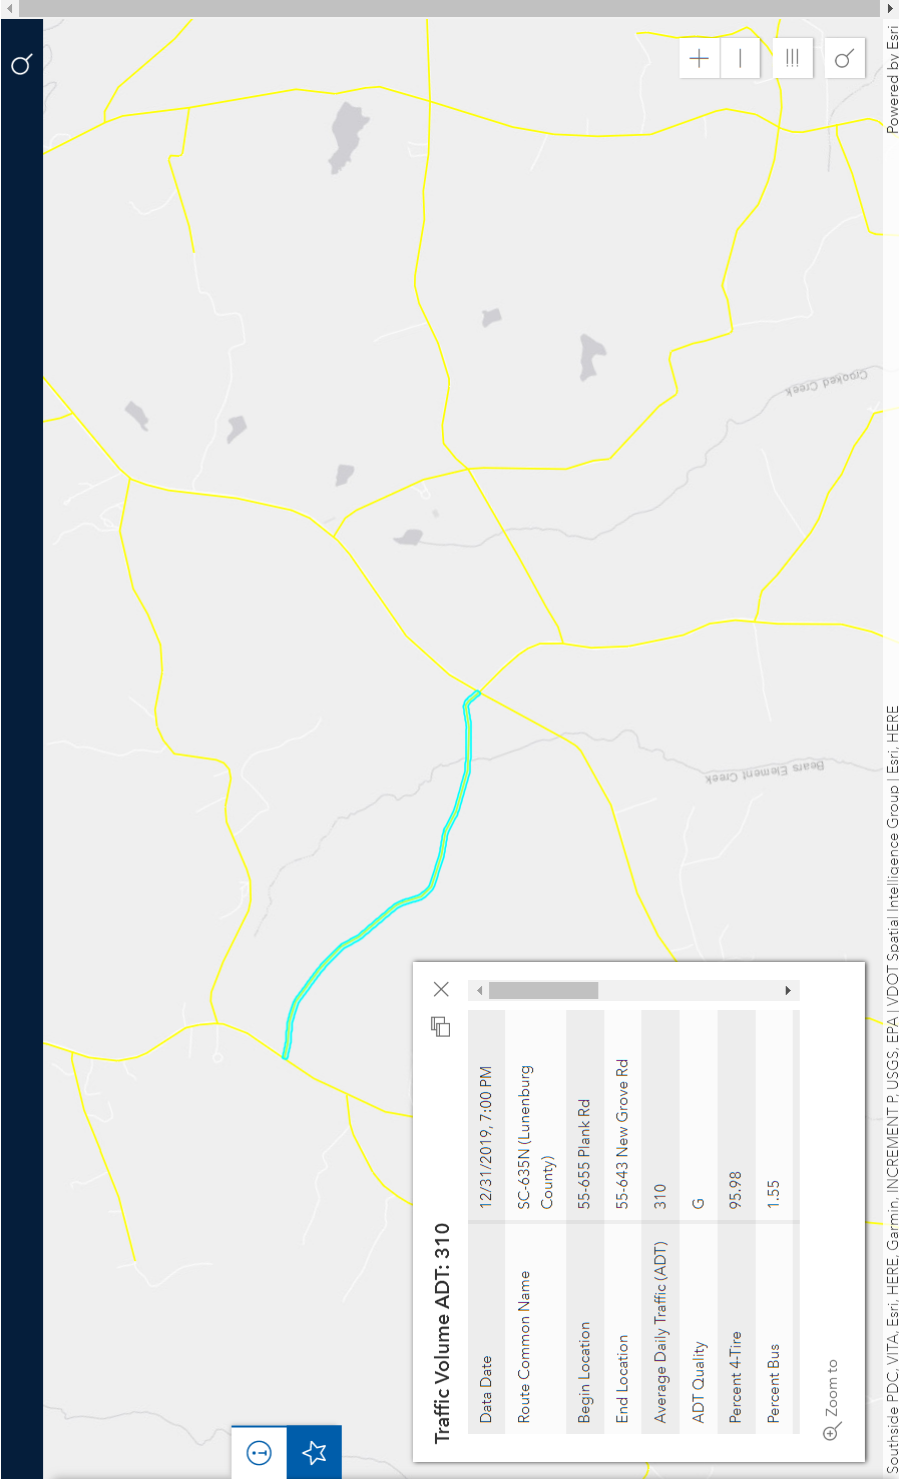 Traffic Volume ADT: 310
Data Date 12/31/2019, 7:00 PM
Route Common Name SC-635N (Lunenburg
County)
Begin Location 55-655 Plank Rd
End Location 55-643 New Grove Rd
Average Daily Traffic (ADT) 310
ADT Quality G
Percent 4-Tire 95.98
Percent Bus 1.55
Zoom to
Bears Element Creek
Crooked Creek
Southside PDC, VITA, Esri, HERE, Garmin, INCREMENT P, USGS, EPA | VDOT Spatial Intelligence Group | Esri, HERE
Powered by Esri